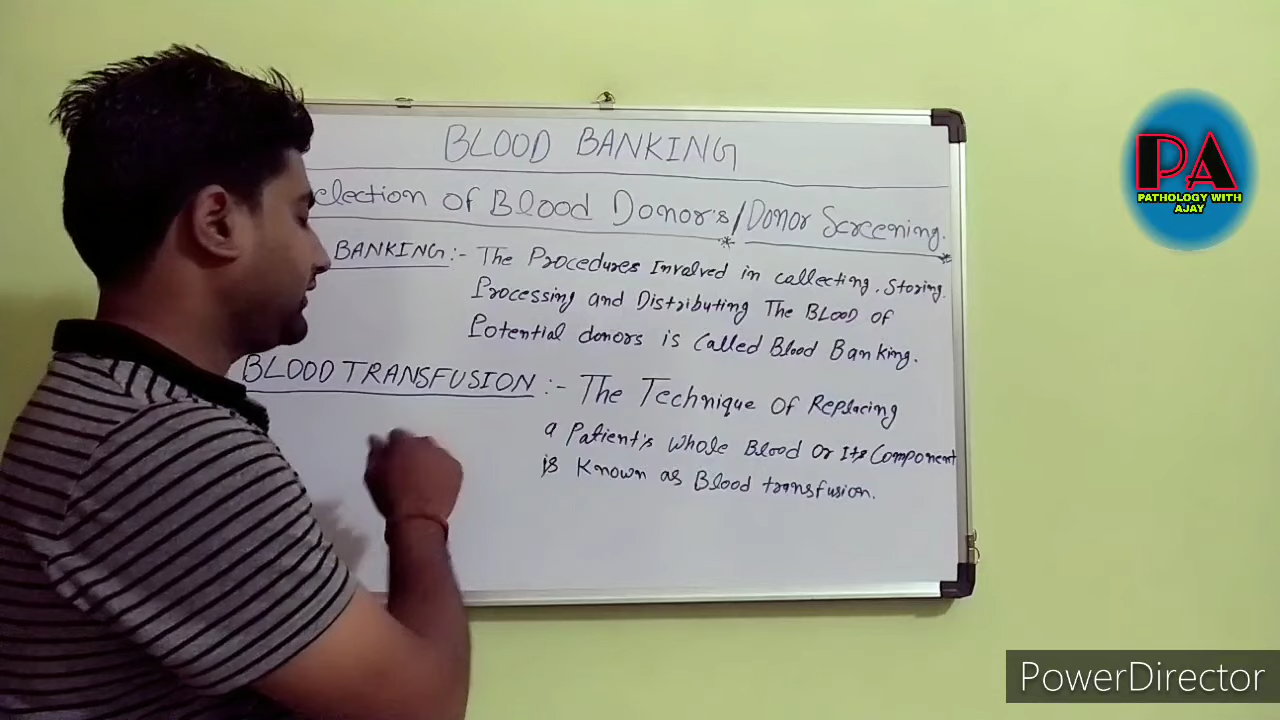 BLOOD BANKING
election of Blood Donor's/Donor Screening.
BANKING:- The Procedures Involved in collecting, Storing.
Processing and Distributing The BLOOD of
Potential donors is called Blood Banking.
BLOOD TRANSFUSION:- The Technique of Replacing
a Patient's whole Blood or Its Component
is Known as Blood transfusion.
PA
PATHOLOGY WITH
AJAY
PowerDirector